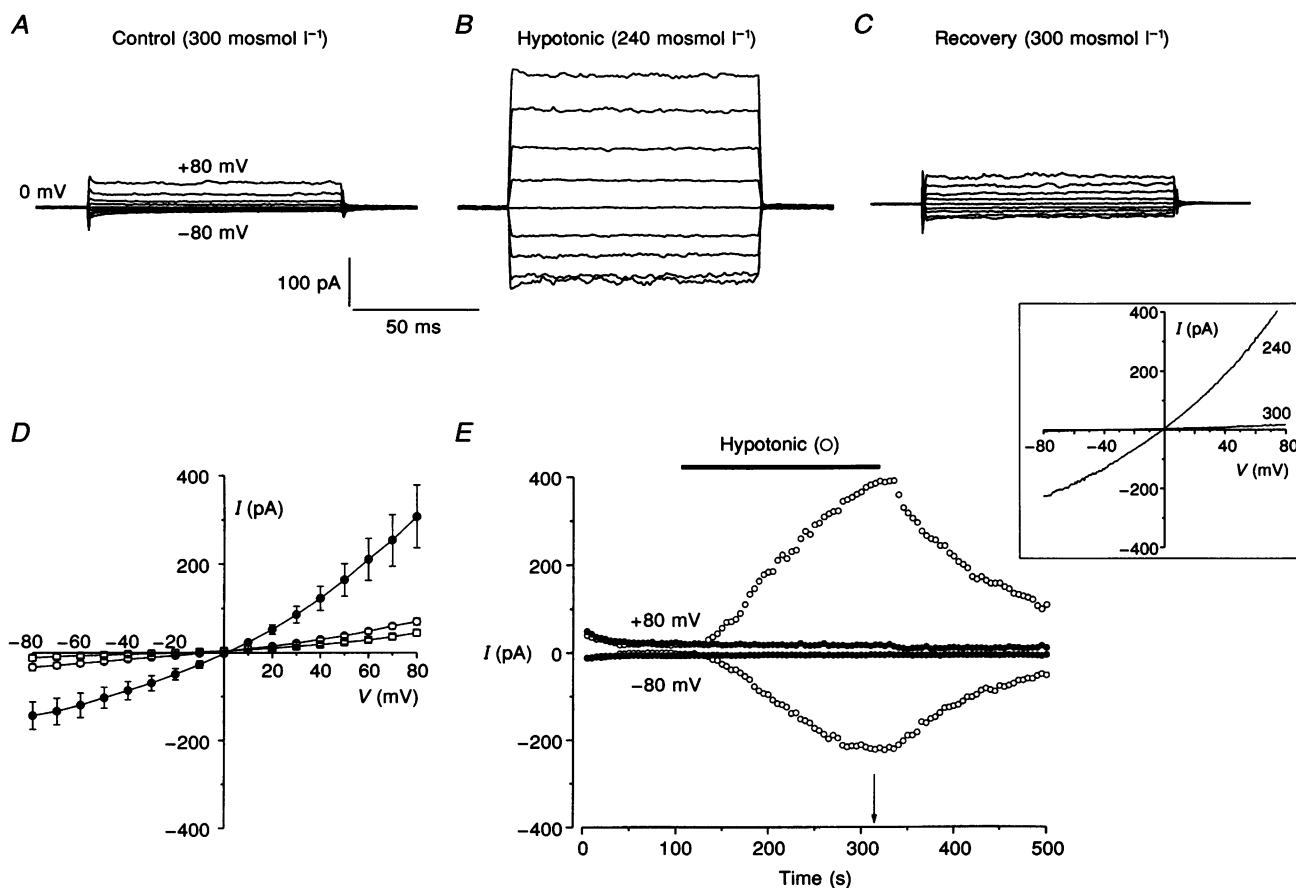 A
Control (300 mosmol l⁻¹)
+80 mV
0 mV
−80 mV
100 pA
50 ms
B
Hypotonic (240 mosmol l⁻¹)
C
Recovery (300 mosmol l⁻¹)
400
I (pA)
240
200
300
−80
−40
40
80
V (mV)
−200
−400
D
400
I (pA)
200
−80
−60
−40
−20
0
20
40
60
80
V (mV)
−200
−400
E
Hypotonic (○)
400
200
+80 mV
I (pA)
0
−80 mV
−200
−400
0
100
200
300
400
500
Time (s)